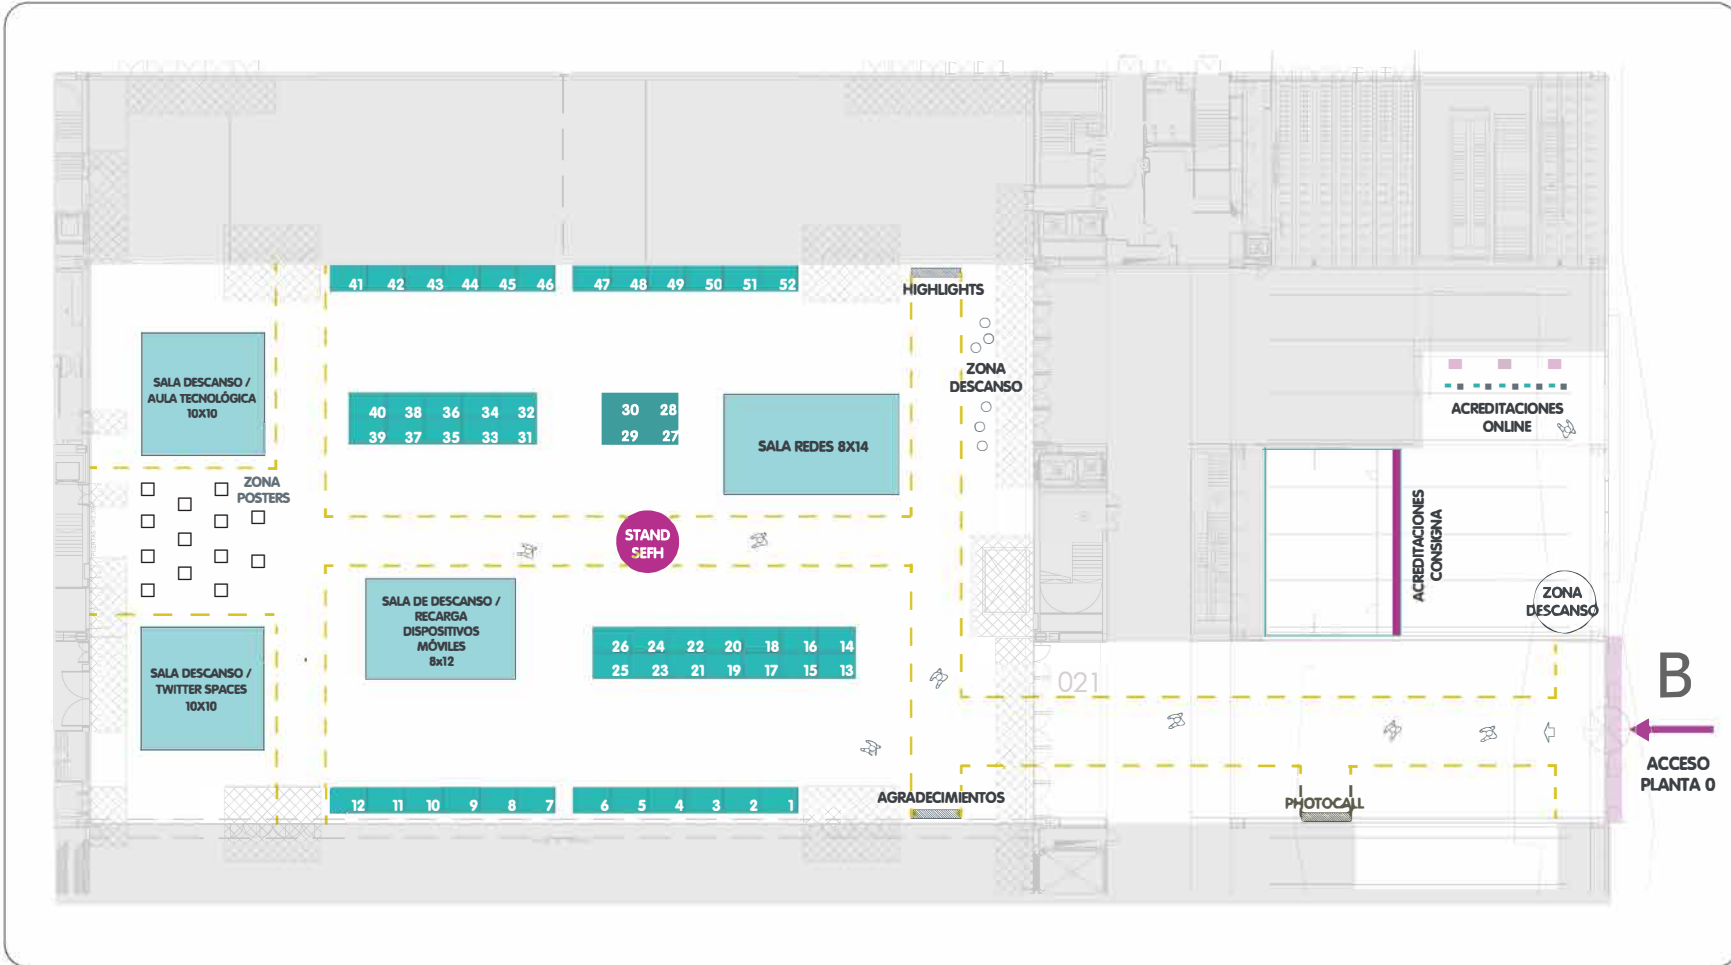 41 42 43 44 45 46 47 48 49 50 51 52
HIGHLIGHTS
SALA DESCANSO /
AULA TECNOLÓGICA
10X10
40 38 36 34 32
39 37 35 33 31
30 28
29 27
SALA REDES 8X14
ZONA
DESCANSO
ACREDITACIONES
ONLINE
ZONA
POSTERS
STAND
SEFH
ACREDITACIONES
CONSIGNA
ZONA
DESCANSO
SALA DE DESCANSO /
RECARGA
DISPOSITIVOS
MÓVILES
8x12
SALA DESCANSO /
TWITTER SPACES
10X10
26 24 22 20 18 16 14
25 23 21 19 17 15 13
021
B
ACCESO
PLANTA 0
12 11 10 9 8 7 6 5 4 3 2 1
AGRADECIMIENTOS
PHOTOCALL